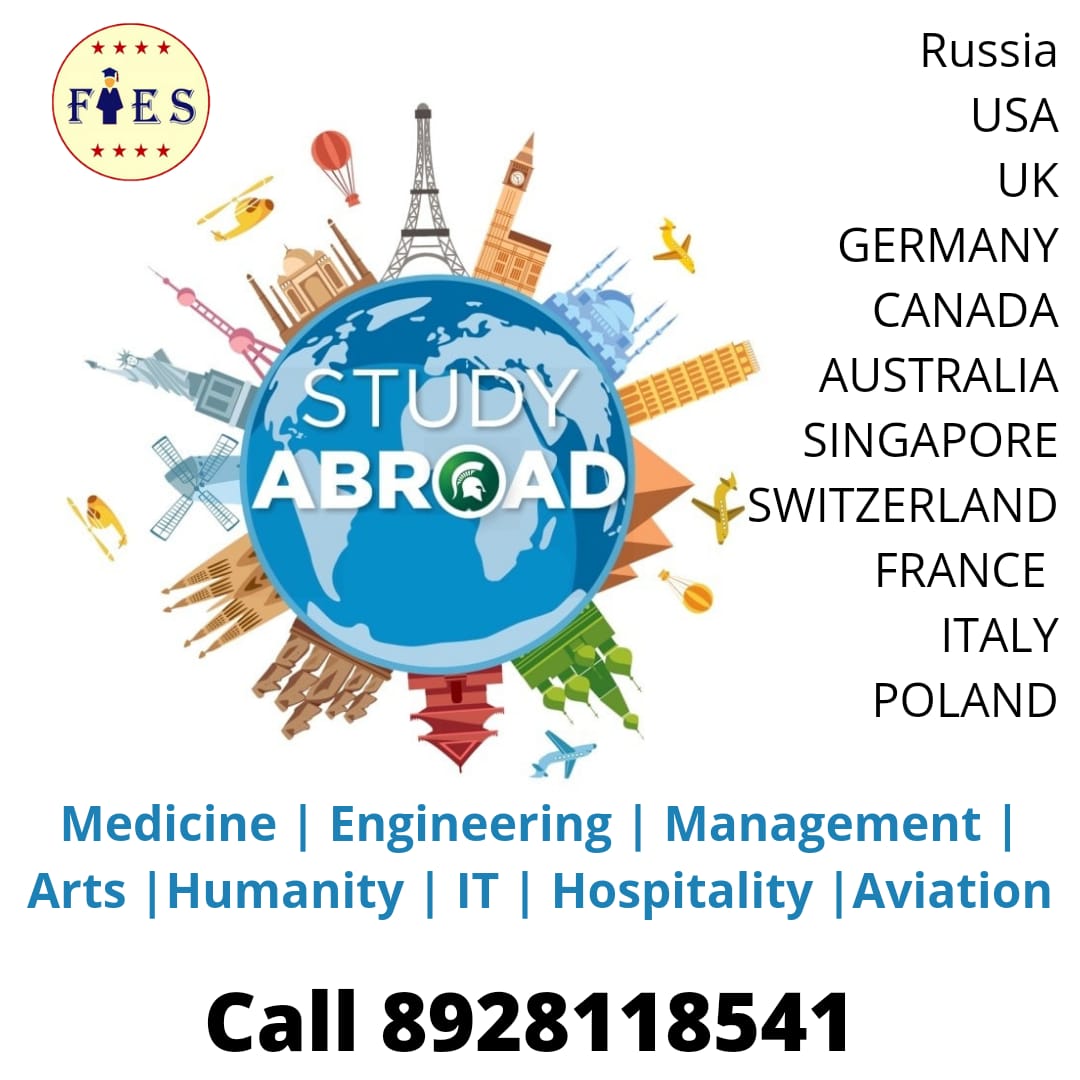 F ES
Russia
USA
UK
GERMANY
CANADA
AUSTRALIA
SINGAPORE
SWITZERLAND
FRANCE
ITALY
POLAND
STUDY
ABROAD
Medicine | Engineering | Management |
Arts |Humanity | IT | Hospitality |Aviation
Call 8928118541